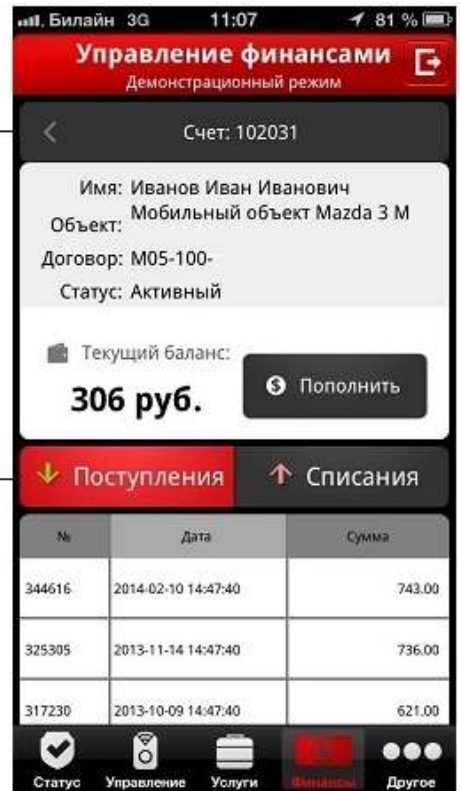 Билайн 3G 11:07 81 %
Управление финансами
Демонстрационный режим
Счет: 102031
Имя: Иванов Иван Иванович
Объект: Мобильный объект Mazda 3 M
Договор: M05-100-
Статус: Активный
Текущий баланс:
306 руб.
Пополнить
Поступления Списания
№ Дата Сумма
344616 2014-02-10 14:47:40 743.00
325305 2013-11-14 14:47:40 736.00
317230 2013-10-09 14:47:40 621.00
Статус Управление Услуги Финансы Другое